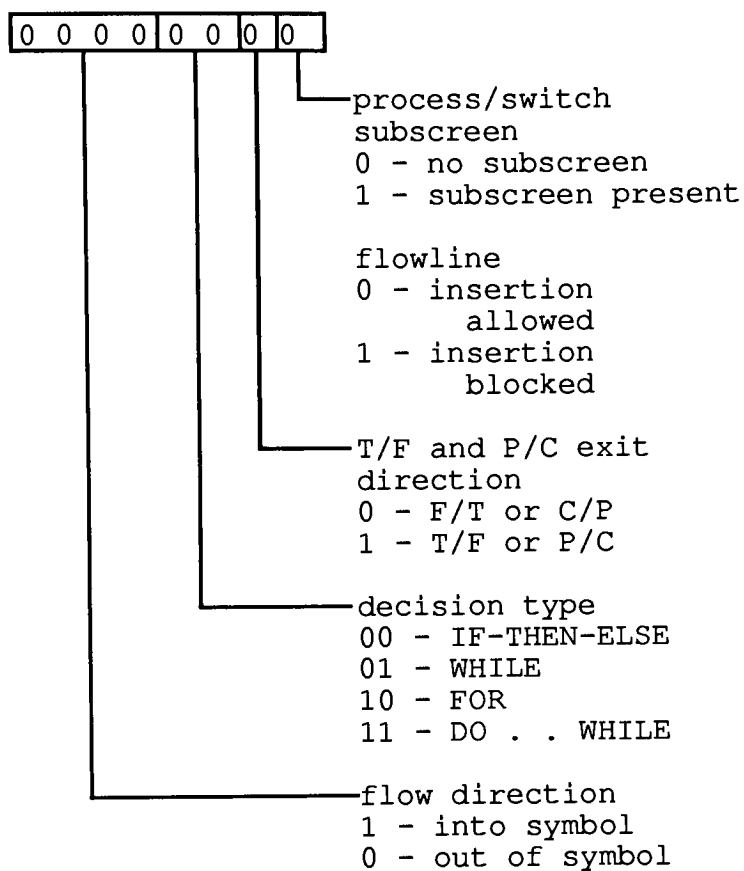 0 0 0 0 0 0 0 0
process/switch
subscreen
0 - no subscreen
1 - subscreen present
flowline
0 - insertion
allowed
1 - insertion
blocked
T/F and P/C exit
direction
0 - F/T or C/P
1 - T/F or P/C
decision type
00 - IF-THEN-ELSE
01 - WHILE
10 - FOR
11 - DO . . WHILE
flow direction
1 - into symbol
0 - out of symbol